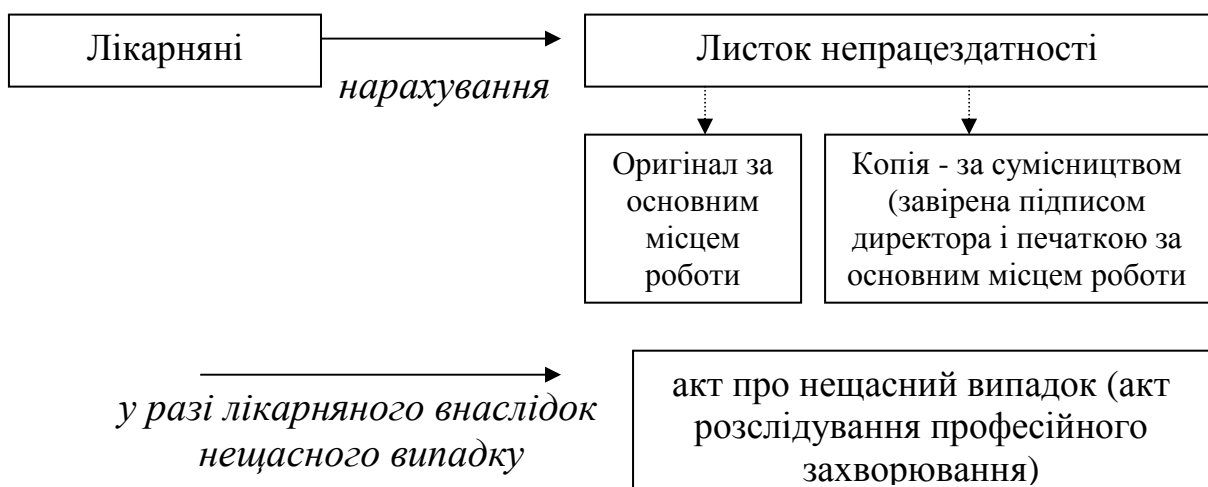 Лікарняні
нарахування
Листок непрацездатності
Оригінал за
основним
місцем
роботи
Копія - за сумісництвом
(завірена підписом
директора і печаткою за
основним місцем роботи
у разі лікарняного внаслідок
нещасного випадку
акт про нещасний випадок (акт
розслідування професійного
захворювання)